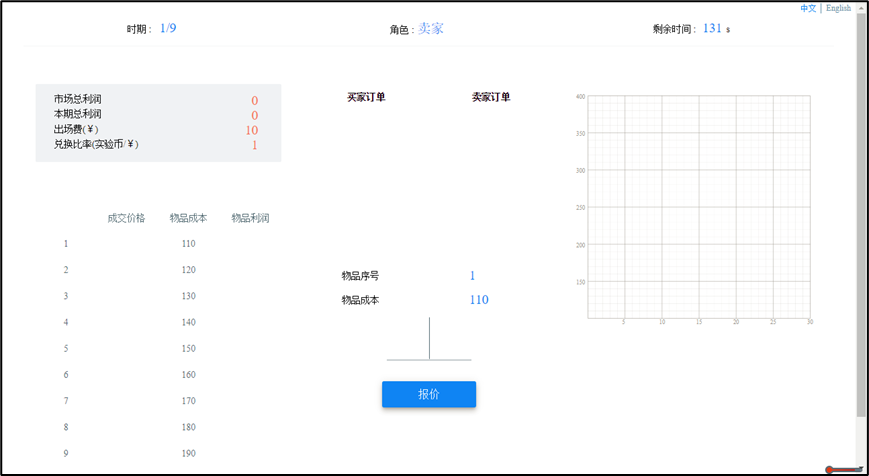 中文 | English
时期： 1/9 角色：卖家 剩余时间： 131 s
市场总利润 0
本期总利润 0
出场费(￥) 10
兑换比率(实验币/￥) 1
买家订单 卖家订单
成交价格 物品成本 物品利润
1 110
2 120
3 130
4 140
5 150
6 160
7 170
8 180
9 190
物品序号 1
物品成本 110
报价
400
350
300
250
200
150
5 10 15 20 25 30